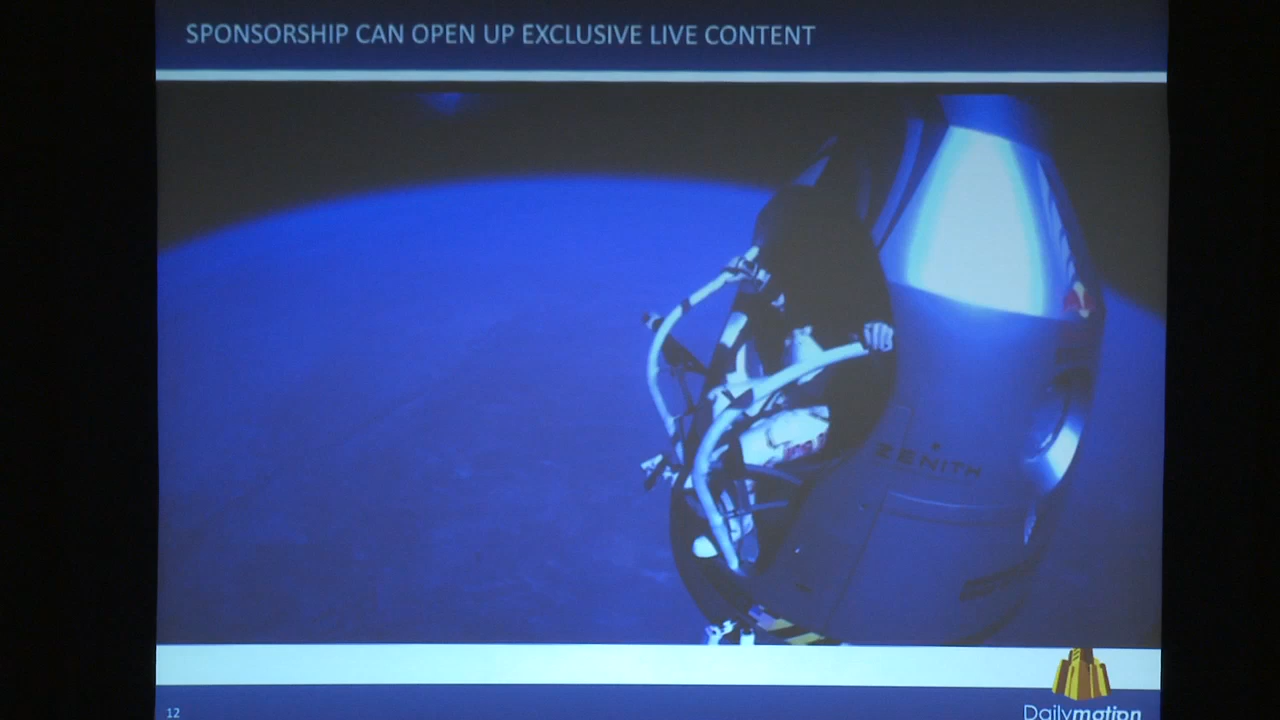 SPONSORSHIP CAN OPEN UP EXCLUSIVE LIVE CONTENT
ZENITH
12
Dailymotion